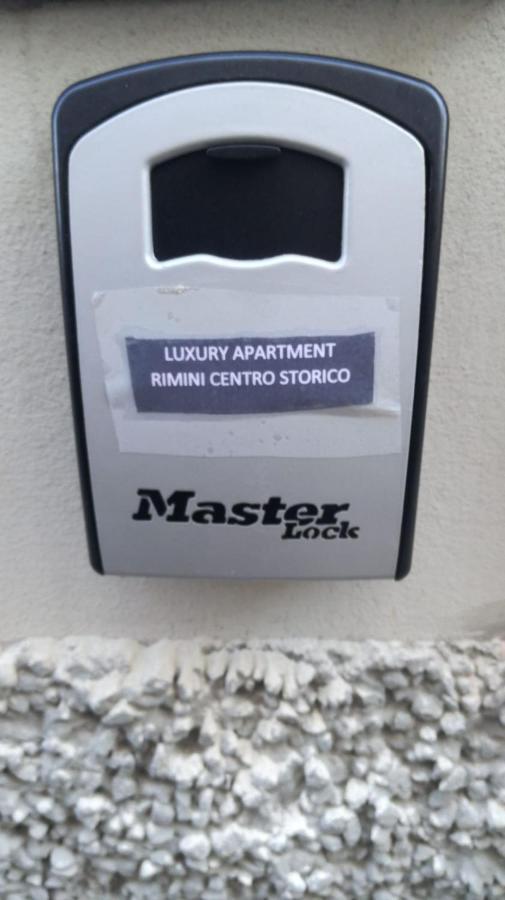 LUXURY APARTMENT
RIMINI CENTRO STORICO
Master
Lock